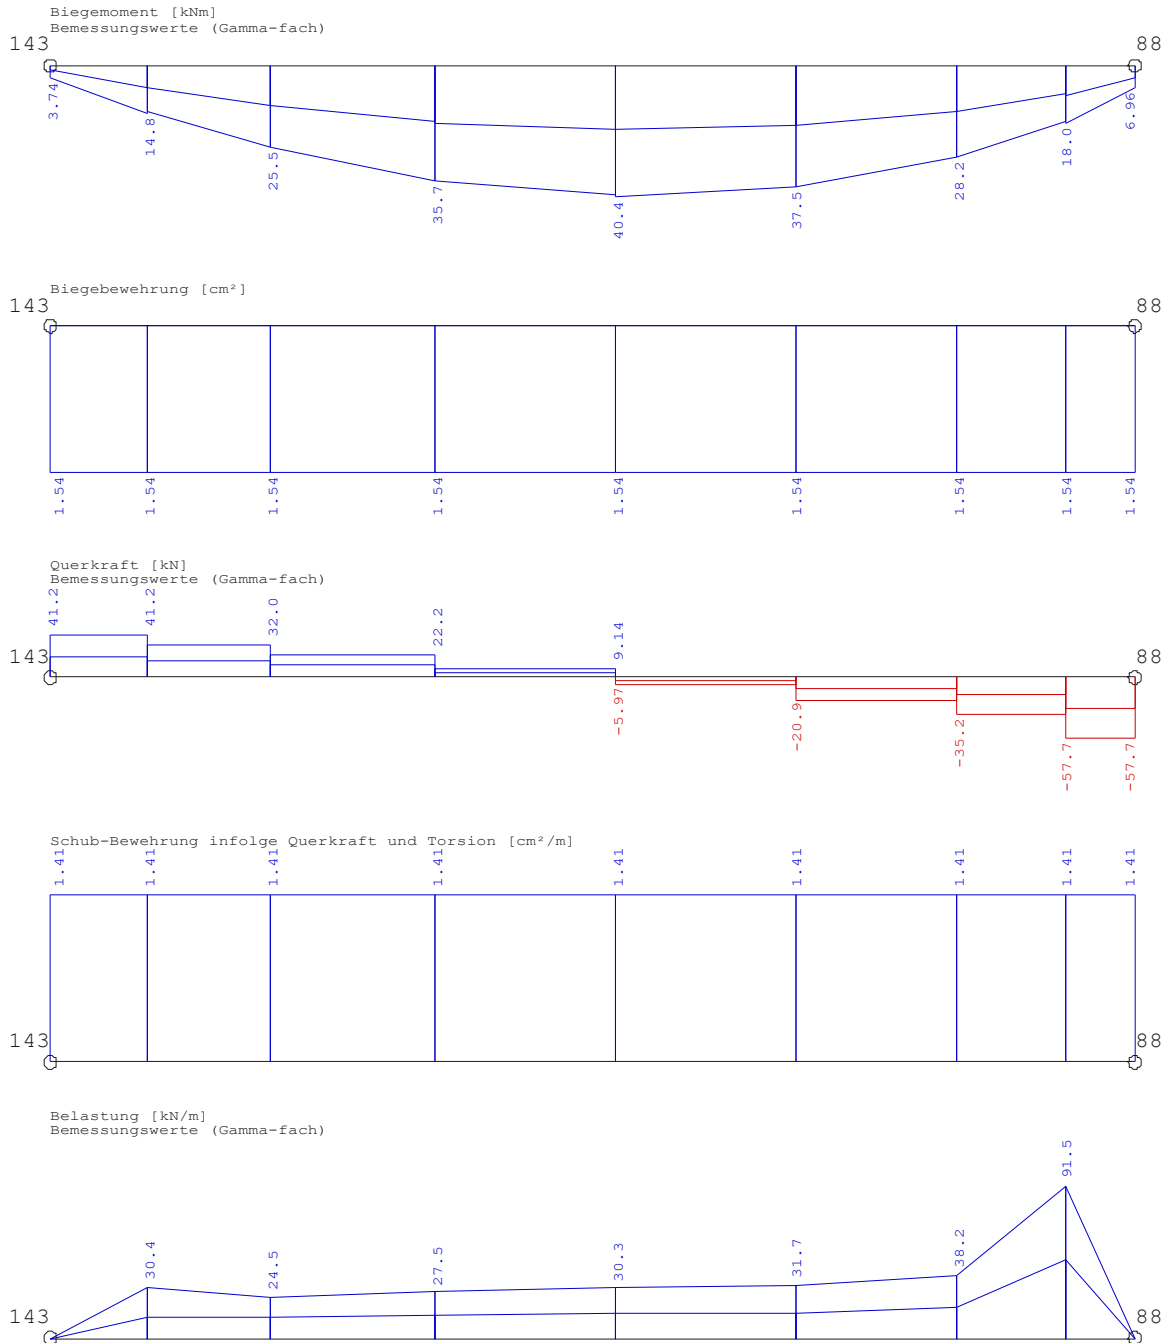 Biegemoment [kNm]
Bemessungswerte (Gamma-fach)
143 88
3.74 14.8 25.5 35.7 40.4 37.5 28.2 18.0 6.96
Biegebewehrung [cm²]
143 88
1.54 1.54 1.54 1.54 1.54 1.54 1.54 1.54 1.54
Querkraft [kN]
Bemessungswerte (Gamma-fach)
41.2 41.2 32.0 22.2 9.14
143 88
-5.97 -20.9 -35.2 -57.7 -57.7
Schub-Bewehrung infolge Querkraft und Torsion [cm²/m]
1.41 1.41 1.41 1.41 1.41 1.41 1.41 1.41 1.41
143 88
Belastung [kN/m]
Bemessungswerte (Gamma-fach)
30.4 24.5 27.5 30.3 31.7 38.2 91.5
143 88